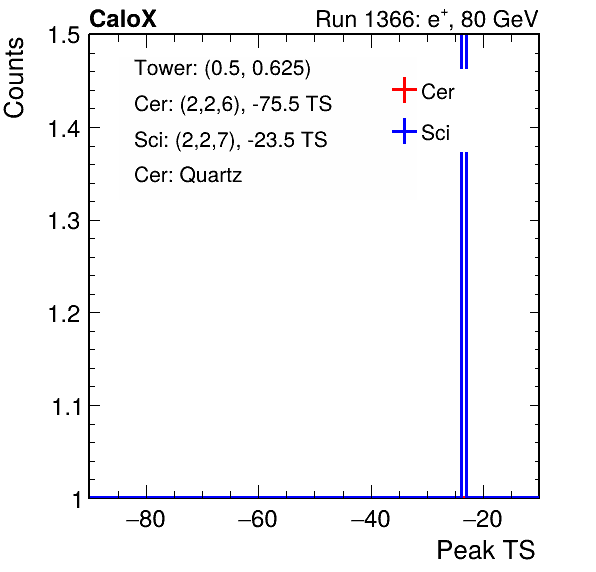 CaloX Run 1366: e⁺, 80 GeV
Counts
1.5
Tower: (0.5, 0.625)
Cer: (2,2,6), -75.5 TS
Sci: (2,2,7), -23.5 TS
Cer: Quartz
Cer
Sci
1.4
1.3
1.2
1.1
1
−80 −60 −40 −20
Peak TS